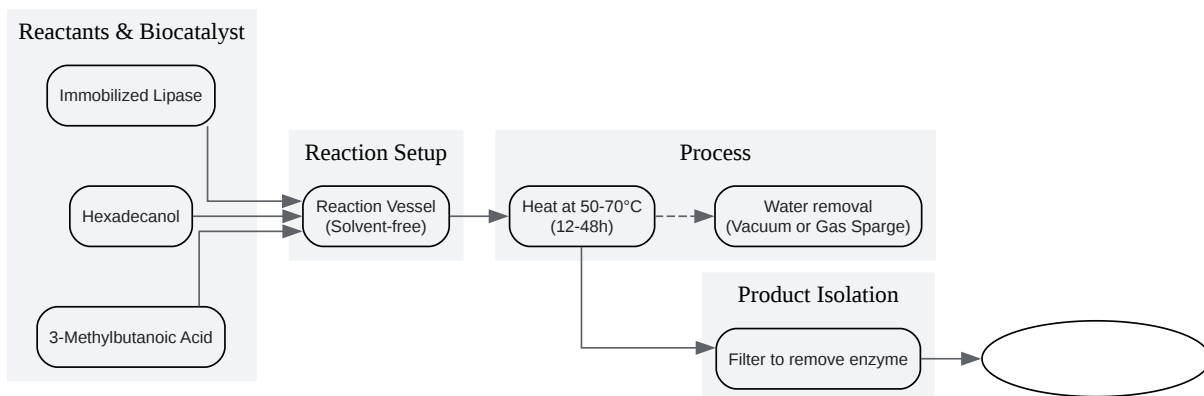 Reactants & Biocatalyst
Immobilized Lipase
Hexadecanol
3-Methylbutanoic Acid
Reaction Setup
Reaction Vessel
(Solvent-free)
Process
Heat at 50-70°C
(12-48h)
Water removal
(Vacuum or Gas Sparge)
Product Isolation
Filter to remove enzyme